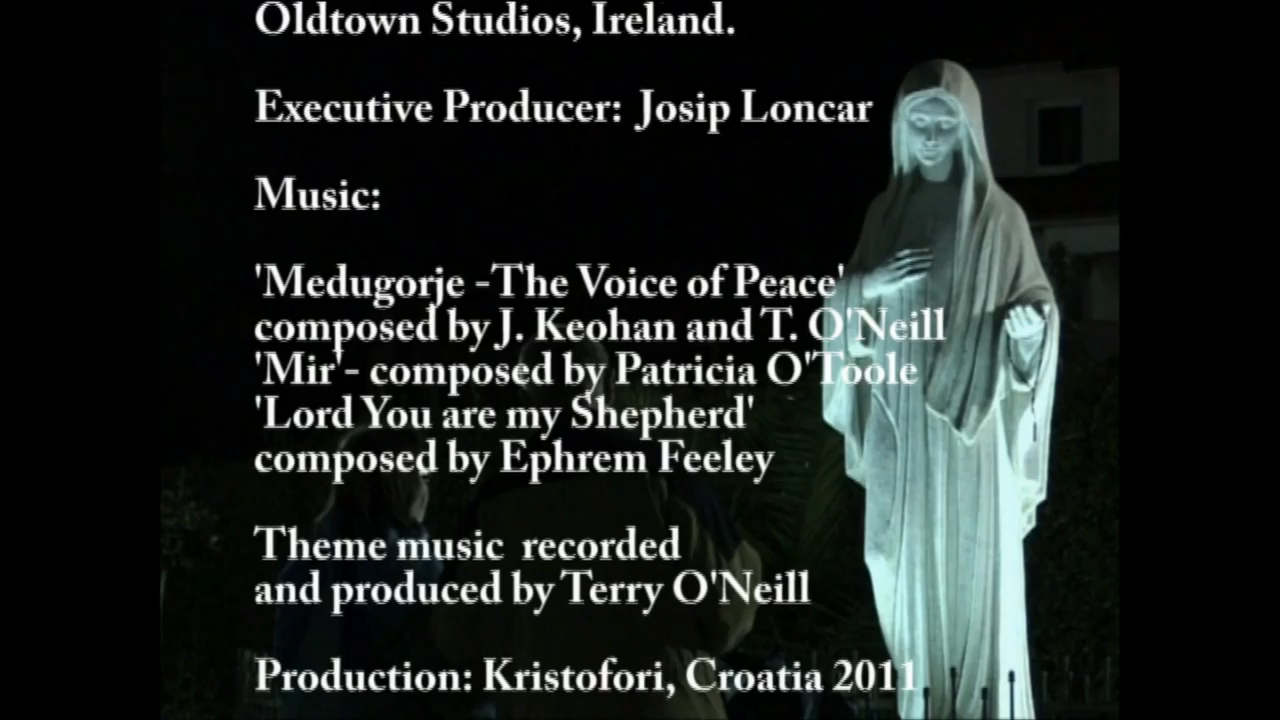 Oldtown Studios, Ireland.
Executive Producer: Josip Loncar
Music:
'Medugorje -The Voice of Peace'
composed by J. Keohan and T. O'Neill
'Mir'- composed by Patricia O'Toole
'Lord You are my Shepherd'
composed by Ephrem Feeley
Theme music  recorded
and produced by Terry O'Neill
Production: Kristofori, Croatia 2011